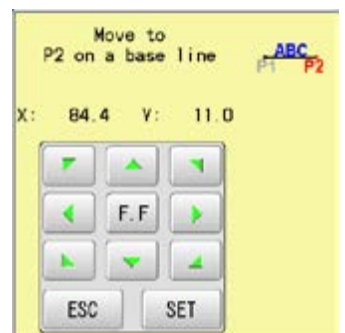 Move to
P2 on a base line
ABC
P1 P2
X: 84.4 Y: 11.0
F.F
ESC SET